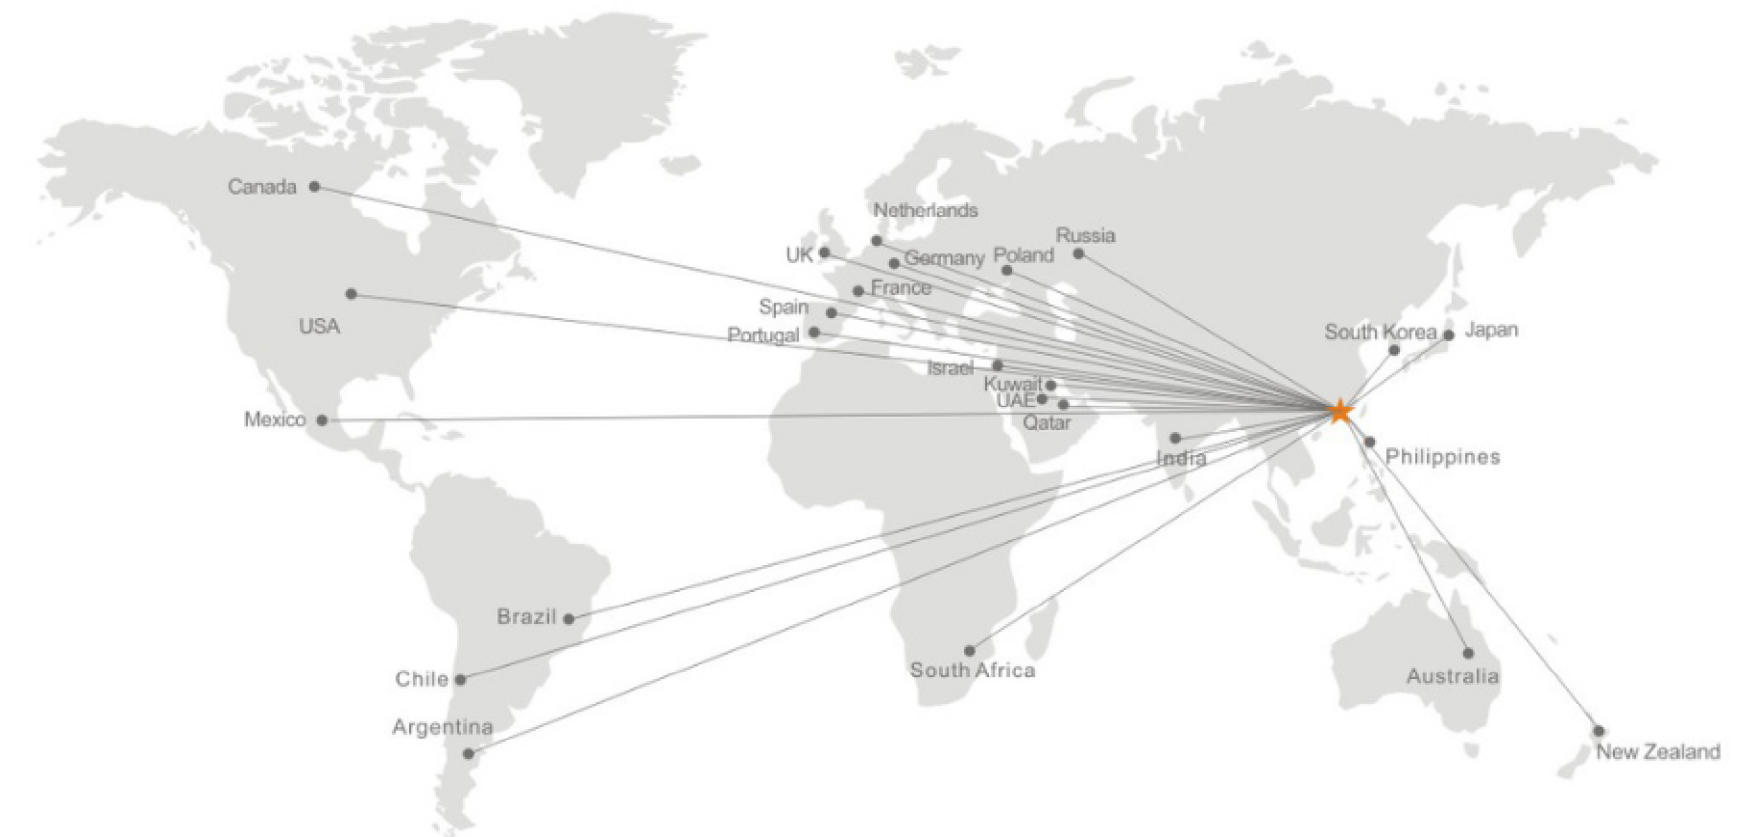 Canada
Netherlands
Russia
UK
Germany
Poland
France
Spain
USA
Portugal
South Korea
Japan
Israel
Kuwait
UAE
Qatar
Mexico
India
Philippines
Brazil
South Africa
Chile
Australia
Argentina
New Zealand